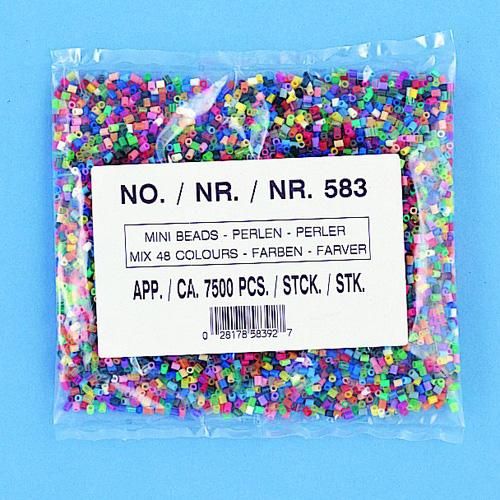 NO. / NR. / NR. 583
MINI BEADS - PERLEN - PERLER
MIX 48 COLOURS - FARBEN - FARVER
APP. / CA. 7500 PCS. / STCK. / STK.
0 28178 58392 7